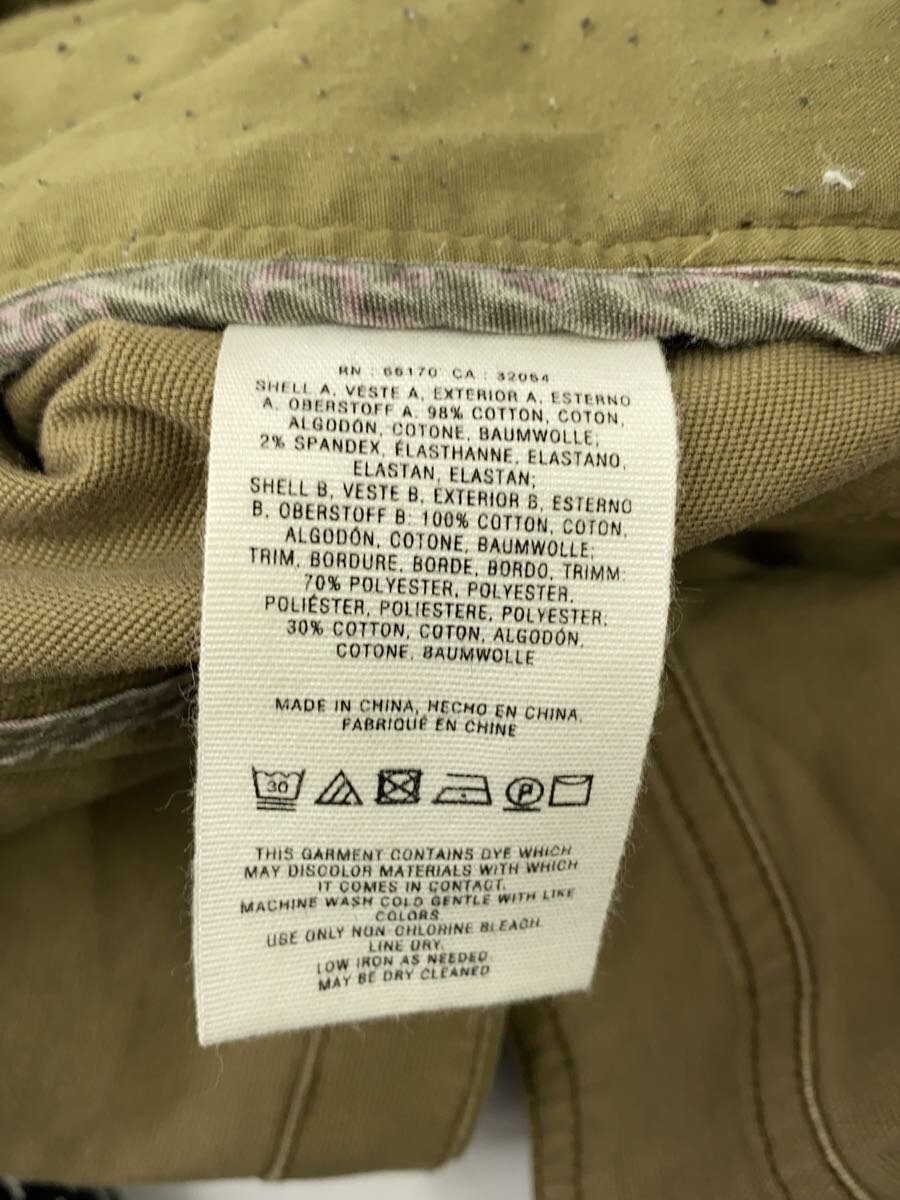 RN : 66170 CA : 32054
SHELL A, VESTE A, EXTERIOR A, ESTERNO
A, OBERSTOFF A: 98% COTTON, COTON,
ALGODÓN, COTONE, BAUMWOLLE;
2% SPANDEX, ÉLASTHANNE, ELASTANO,
ELASTAN, ELASTAN;
SHELL B, VESTE B, EXTERIOR B, ESTERNO
B, OBERSTOFF B: 100% COTTON, COTON,
ALGODÓN, COTONE, BAUMWOLLE;
TRIM, BORDURE, BORDE, BORDO, TRIMM:
70% POLYESTER, POLYESTER,
POLIÉSTER, POLIESTERE, POLYESTER;
30% COTTON, COTON, ALGODÓN,
COTONE, BAUMWOLLE
MADE IN CHINA, HECHO EN CHINA,
FABRIQUÉ EN CHINE
30 P
THIS GARMENT CONTAINS DYE WHICH
MAY DISCOLOR MATERIALS WITH WHICH
IT COMES IN CONTACT.
MACHINE WASH COLD GENTLE WITH LIKE
COLORS
USE ONLY NON-CHLORINE BLEACH.
LINE DRY.
LOW IRON AS NEEDED.
MAY BE DRY CLEANED